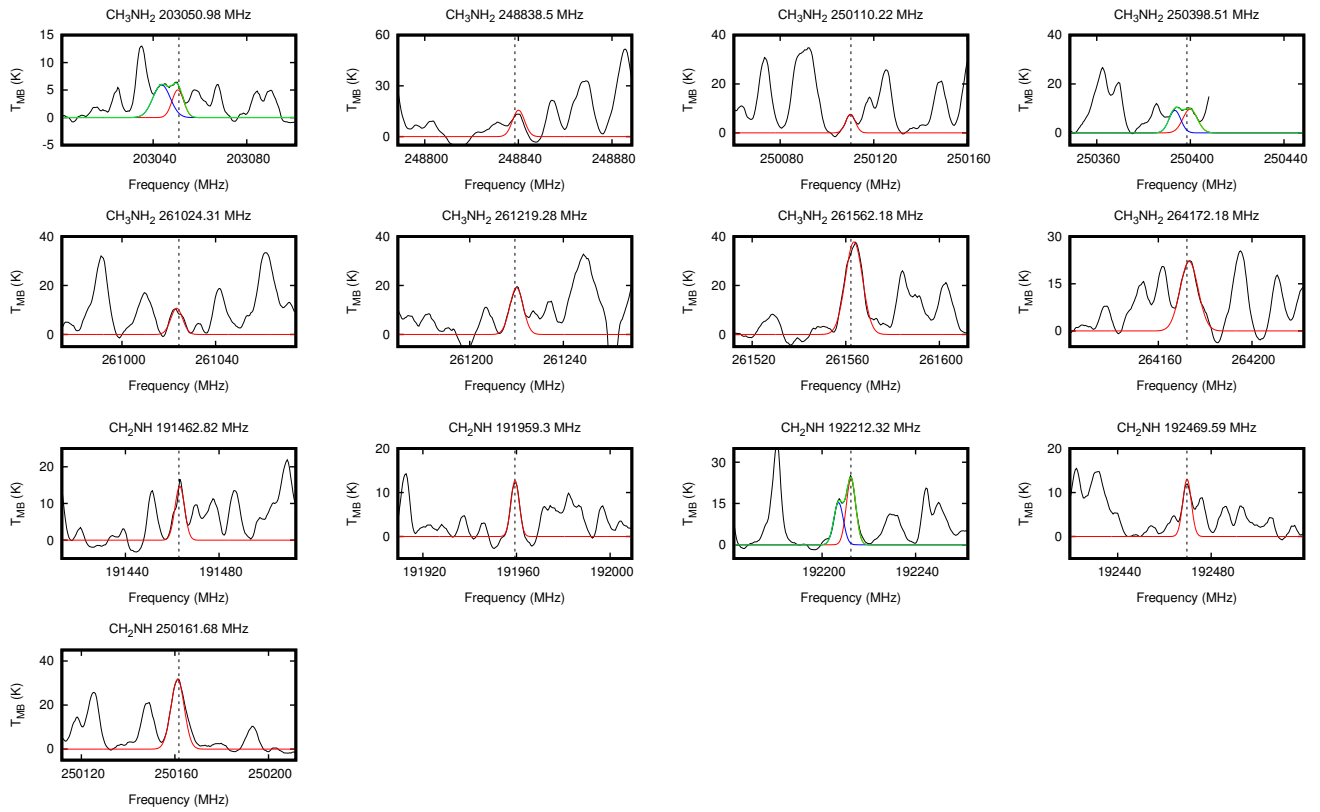 CH3NH2 203050.98 MHz
CH3NH2 248838.5 MHz
CH3NH2 250110.22 MHz
CH3NH2 250398.51 MHz
TMB (K)
15
10
5
0
-5
203040
203080
Frequency (MHz)
TMB (K)
60
30
0
248800
248840
248880
Frequency (MHz)
TMB (K)
40
20
0
250080
250120
250160
Frequency (MHz)
TMB (K)
40
20
0
250360
250400
250440
Frequency (MHz)
CH3NH2 261024.31 MHz
CH3NH2 261219.28 MHz
CH3NH2 261562.18 MHz
CH3NH2 264172.18 MHz
TMB (K)
40
20
0
261000
261040
Frequency (MHz)
TMB (K)
40
20
0
261200
261240
Frequency (MHz)
TMB (K)
40
20
0
261520
261560
261600
Frequency (MHz)
TMB (K)
30
15
0
264160
264200
Frequency (MHz)
CH2NH 191462.82 MHz
CH2NH 191959.3 MHz
CH2NH 192212.32 MHz
CH2NH 192469.59 MHz
TMB (K)
20
10
0
191440
191480
Frequency (MHz)
TMB (K)
20
10
0
191920
191960
192000
Frequency (MHz)
TMB (K)
30
15
0
192200
192240
Frequency (MHz)
TMB (K)
20
10
0
192440
192480
Frequency (MHz)
CH2NH 250161.68 MHz
TMB (K)
40
20
0
250120
250160
250200
Frequency (MHz)